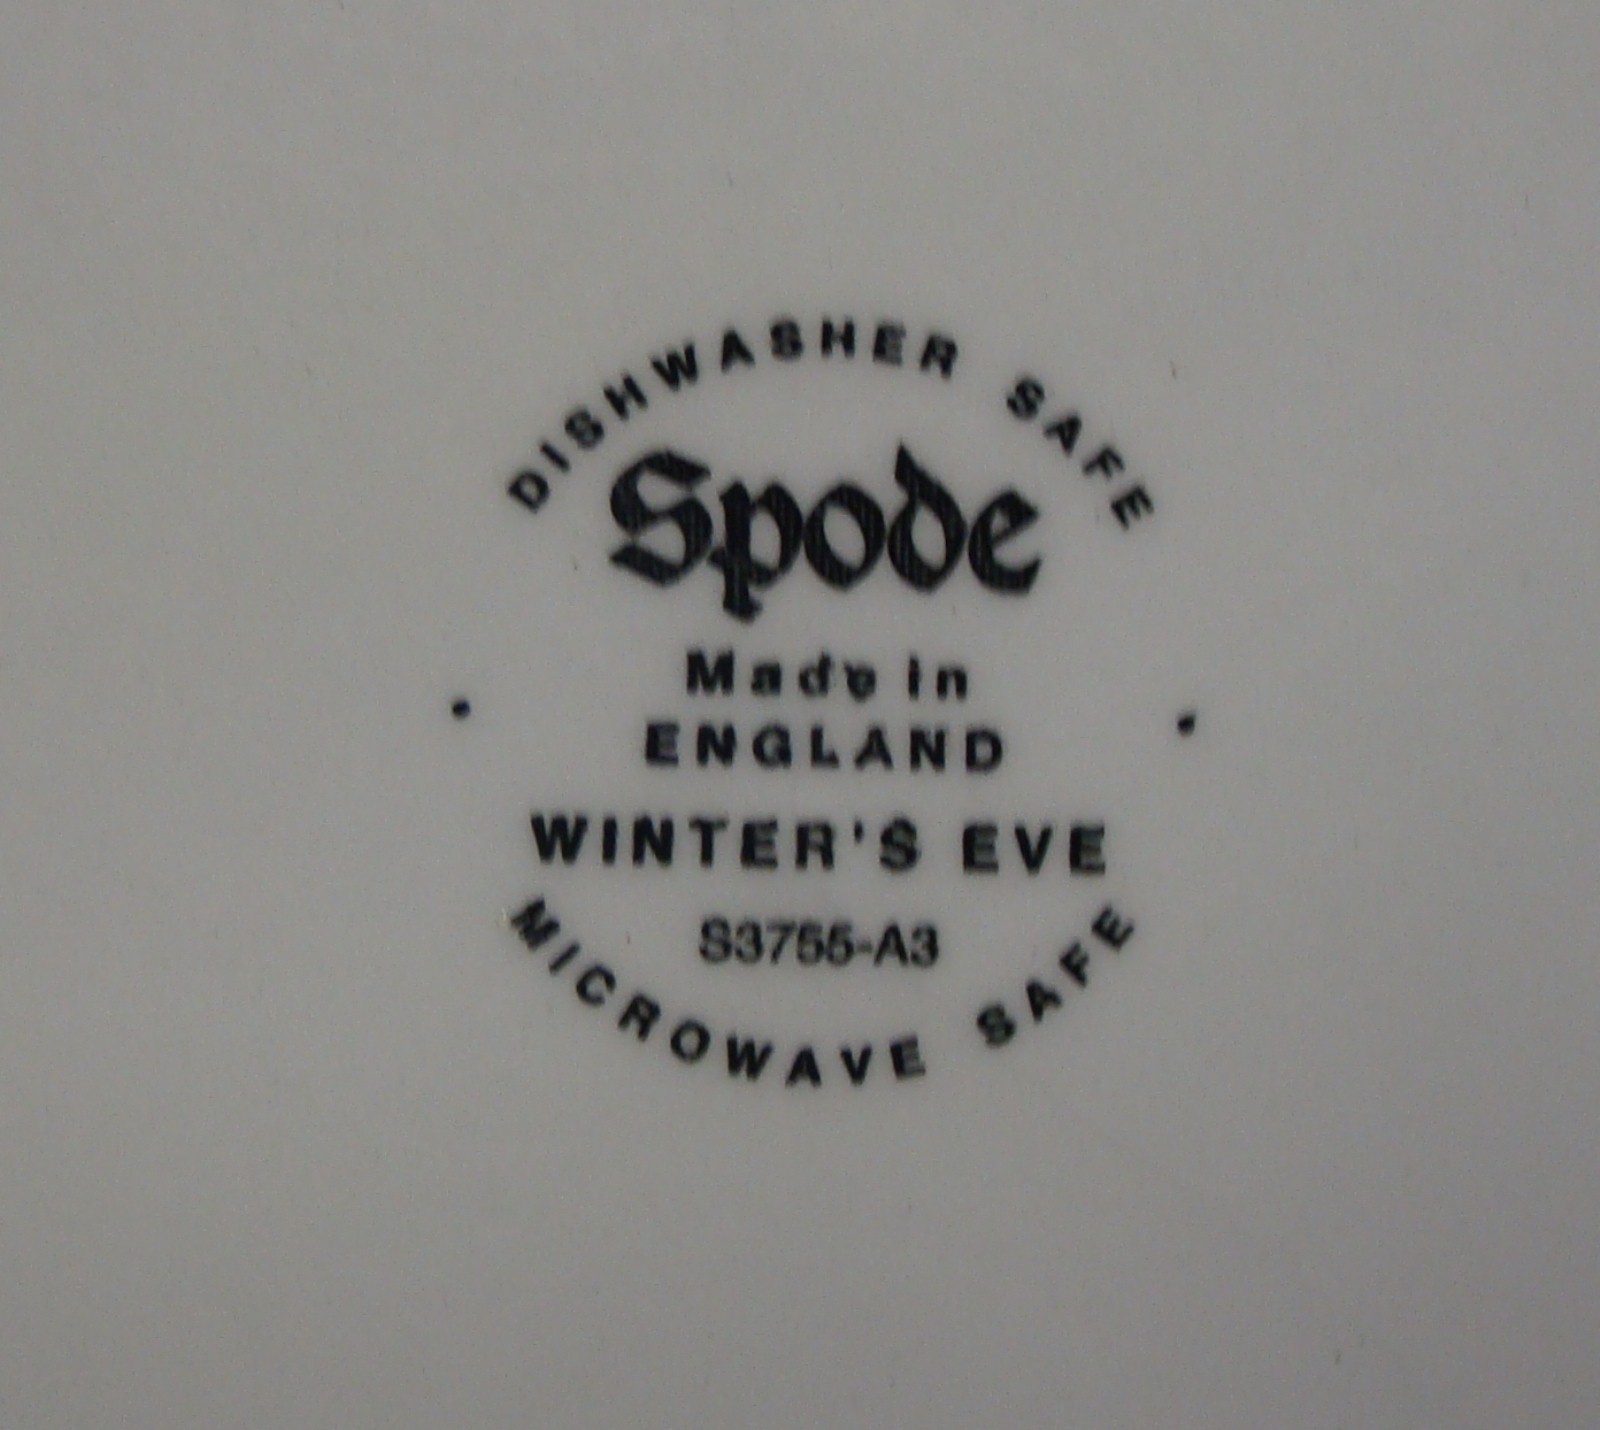 DISHWASHER SAFE
Spode
Made in
ENGLAND
WINTER'S EVE
S3755-A3
MICROWAVE SAFE